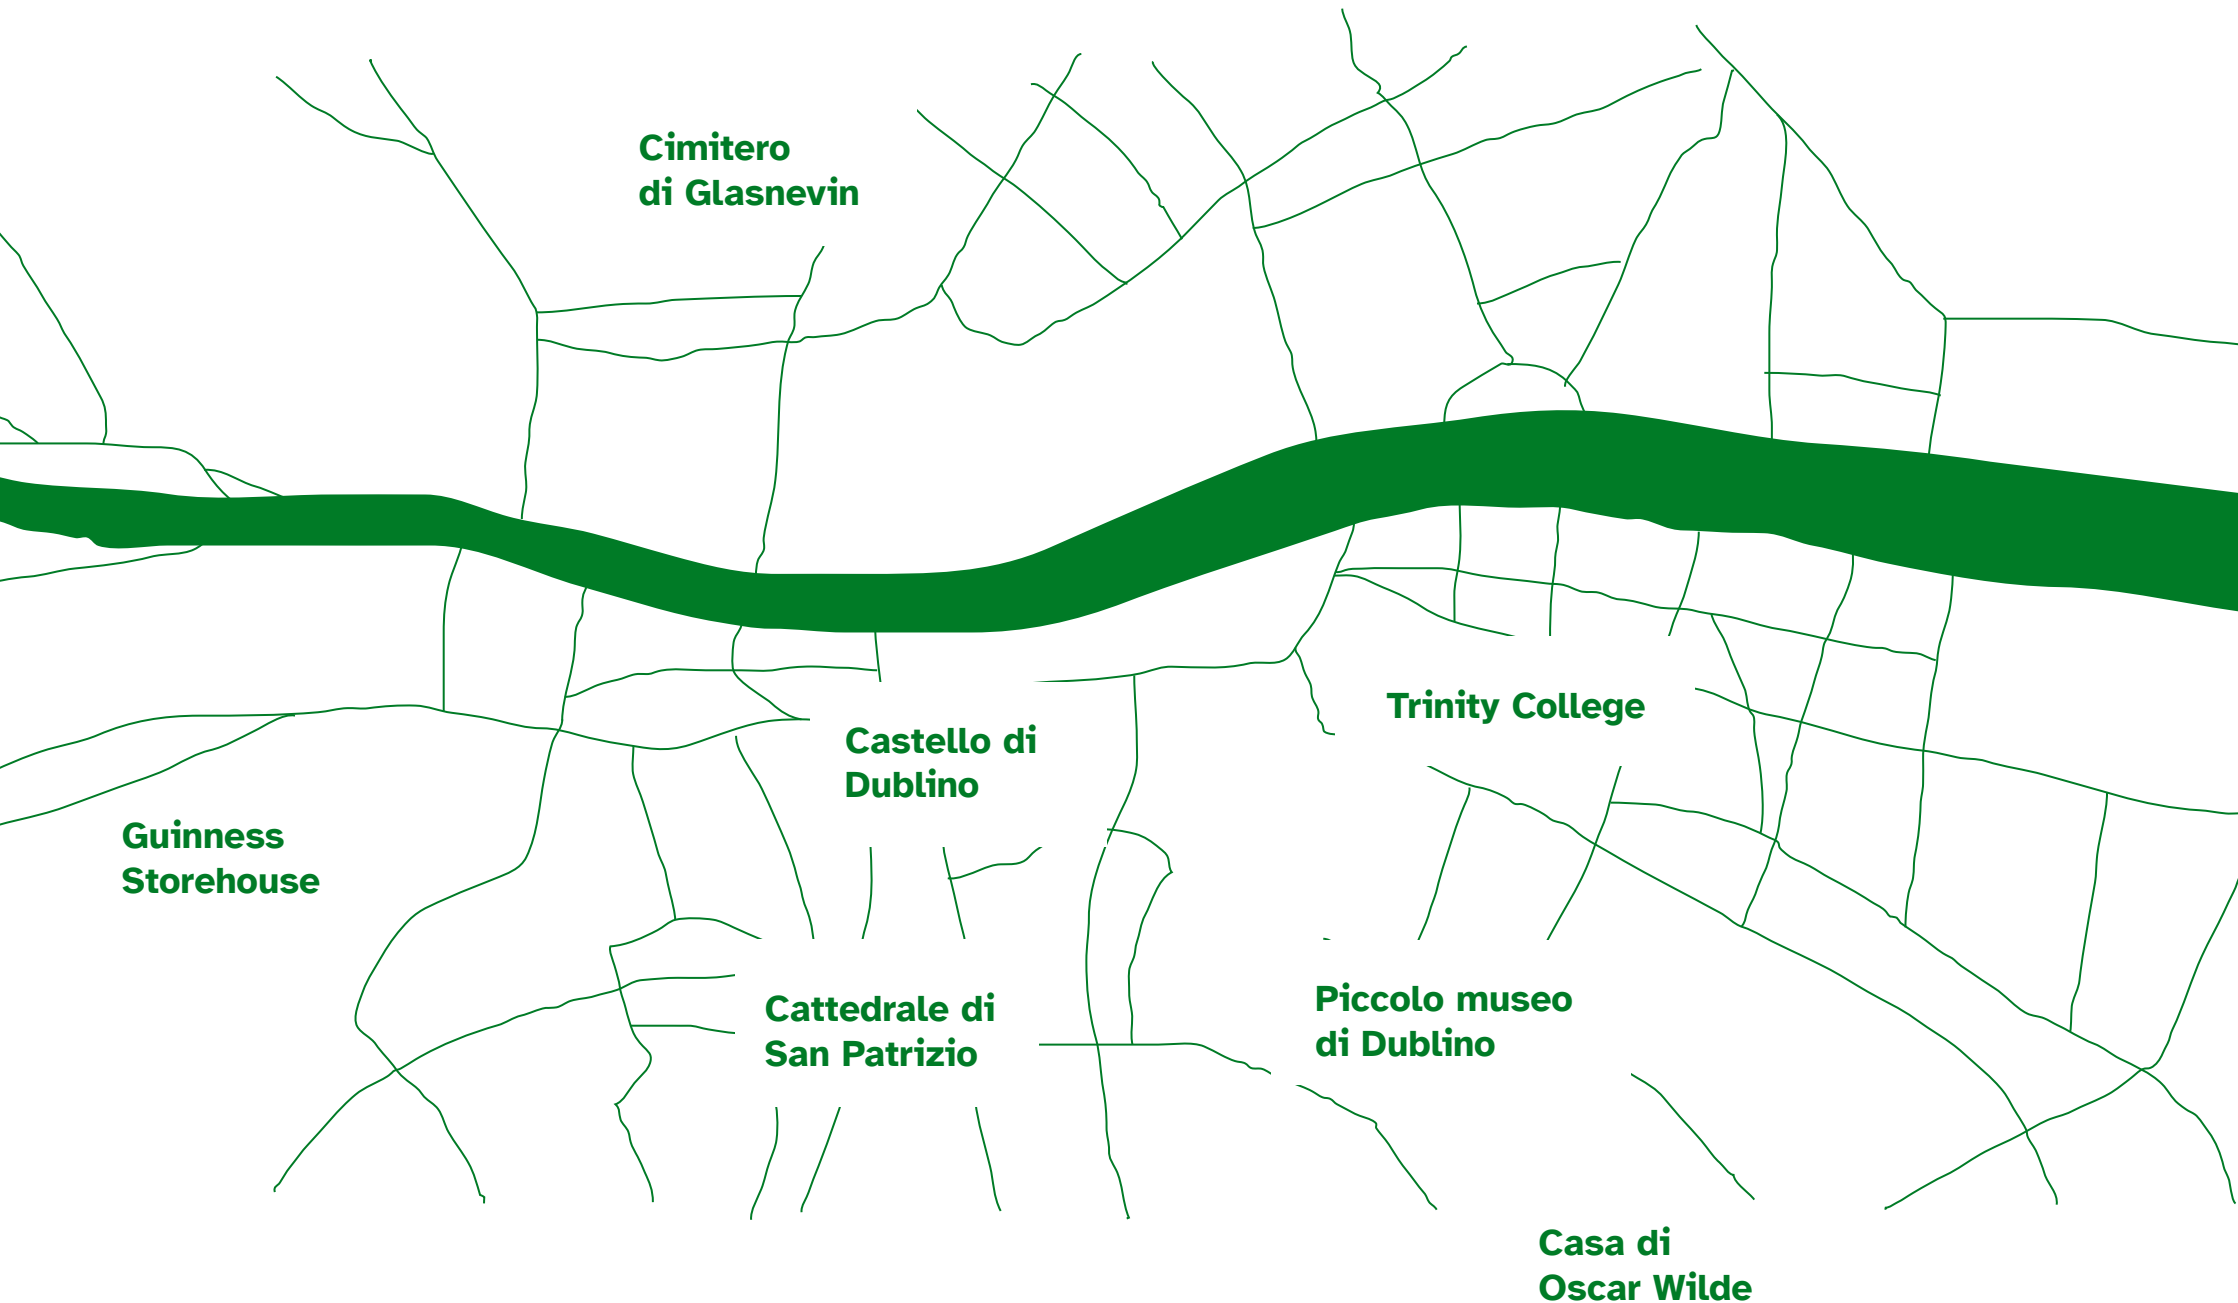 Cimitero
di Glasnevin
Trinity College
Castello di
Dublino
Guinness
Storehouse
Cattedrale di
San Patrizio
Piccolo museo
di Dublino
Casa di
Oscar Wilde